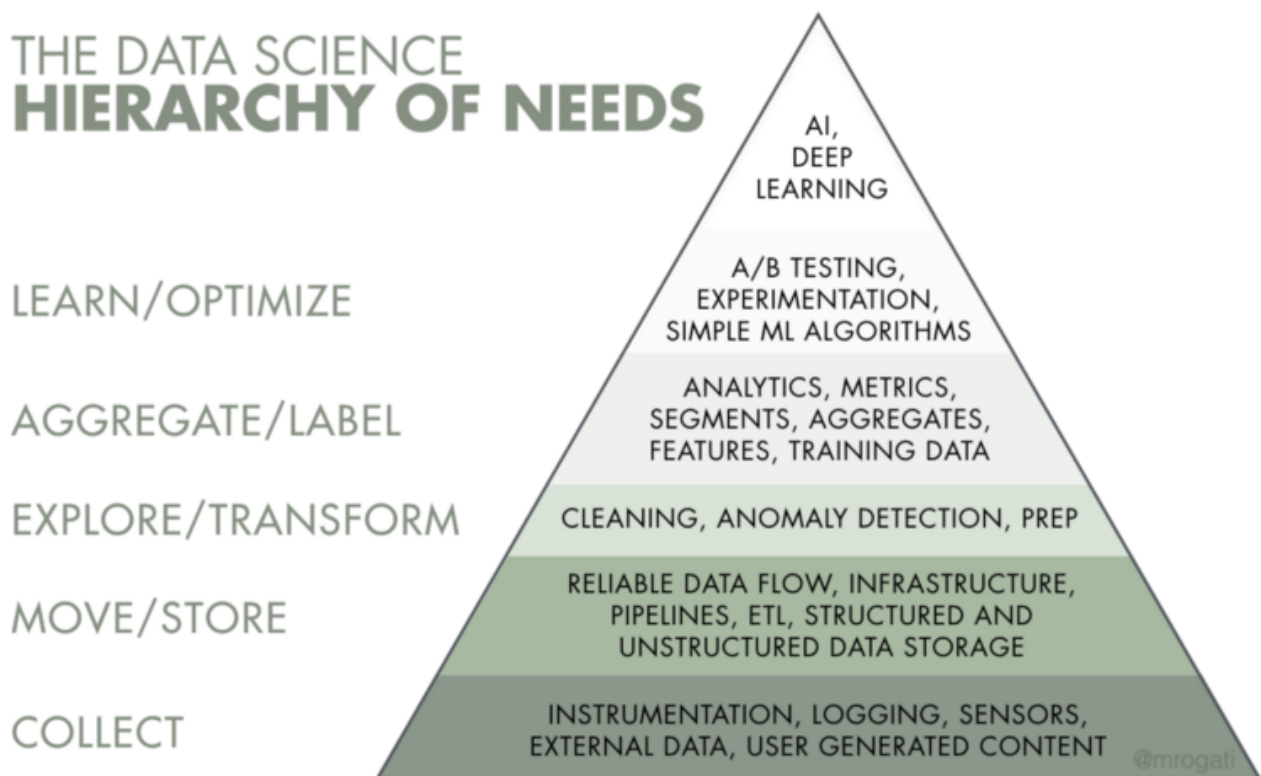 THE DATA SCIENCE
HIERARCHY OF NEEDS
AI,
DEEP
LEARNING
LEARN/OPTIMIZE
A/B TESTING,
EXPERIMENTATION,
SIMPLE ML ALGORITHMS
AGGREGATE/LABEL
ANALYTICS, METRICS,
SEGMENTS, AGGREGATES,
FEATURES, TRAINING DATA
EXPLORE/TRANSFORM
CLEANING, ANOMALY DETECTION, PREP
MOVE/STORE
RELIABLE DATA FLOW, INFRASTRUCTURE,
PIPELINES, ETL, STRUCTURED AND
UNSTRUCTURED DATA STORAGE
COLLECT
INSTRUMENTATION, LOGGING, SENSORS,
EXTERNAL DATA, USER GENERATED CONTENT
@mrogati